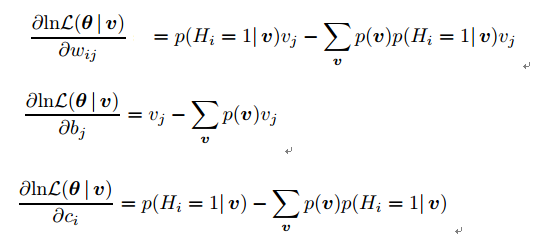 ∂ln𝓛(θ | v)/∂w_ij = p(H_i = 1 | v)v_j − ∑_v p(v)p(H_i = 1 | v)v_j ↵
∂ln𝓛(θ | v)/∂b_j = v_j − ∑_v p(v)v_j ↵
∂ln𝓛(θ | v)/∂c_i = p(H_i = 1 | v) − ∑_v p(v)p(H_i = 1 | v) ↵